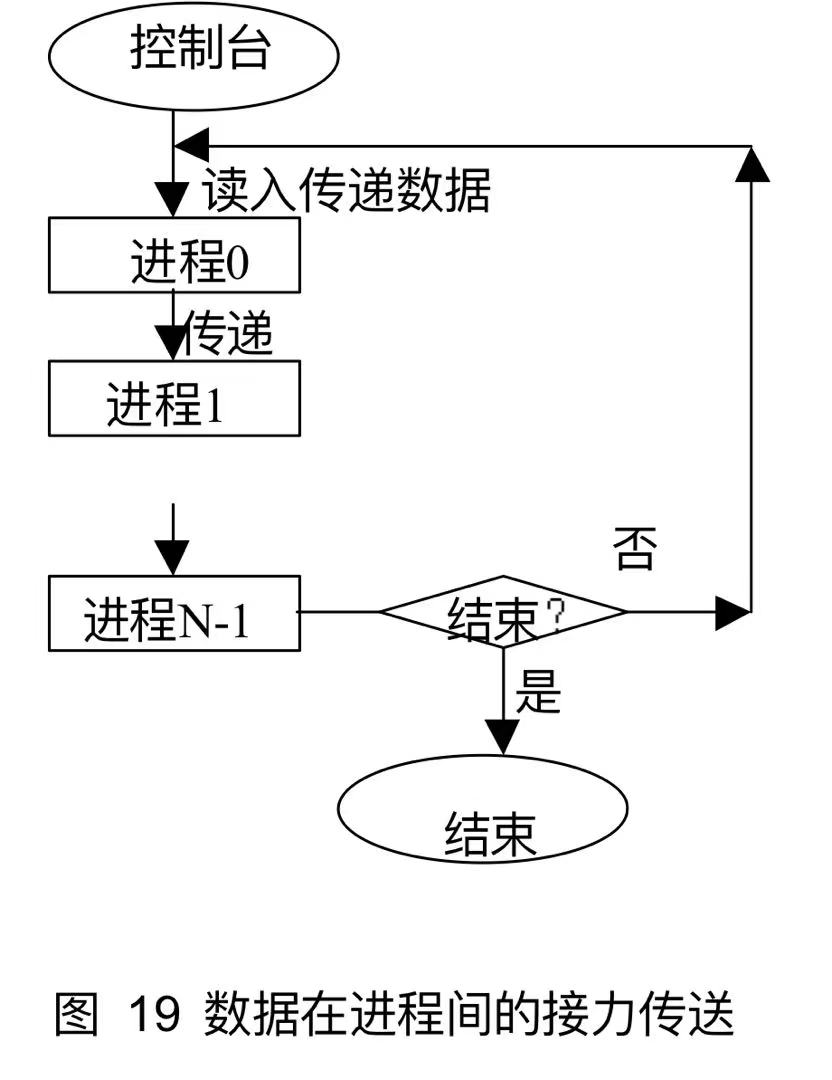 控制台
读入传递数据
进程0
传递
进程1
否
进程N-1
结束?
是
结束
图 19 数据在进程间的接力传送